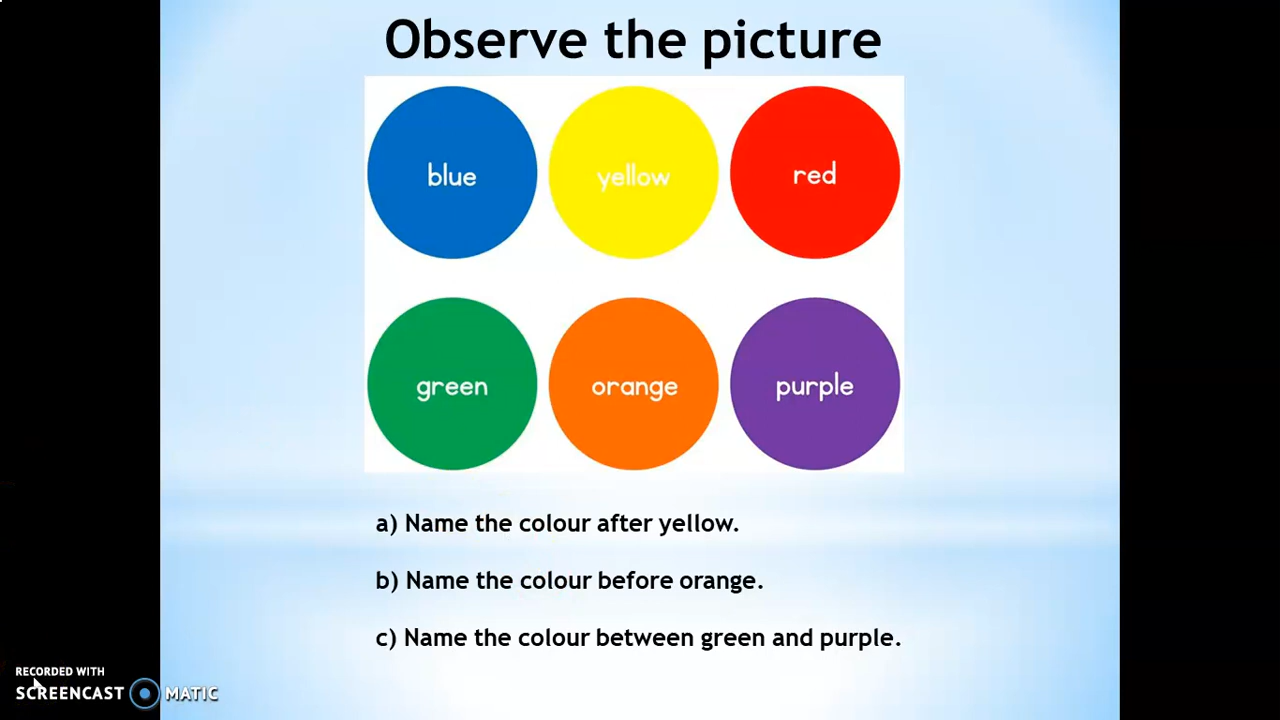 Observe the picture
blue yellow red
green orange purple
a) Name the colour after yellow.
b) Name the colour before orange.
c) Name the colour between green and purple.
RECORDED WITH
SCREENCAST MATIC